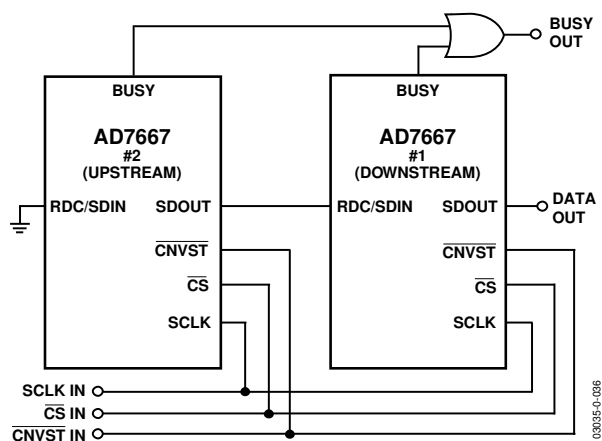 BUSY
OUT
BUSY
BUSY
AD7667
#2
(UPSTREAM)
AD7667
#1
(DOWNSTREAM)
RDC/SDIN SDOUT
RDC/SDIN SDOUT
DATA
OUT
CNVST
CNVST
CS
CS
SCLK
SCLK
SCLK IN
CS IN
CNVST IN
03035-0-036